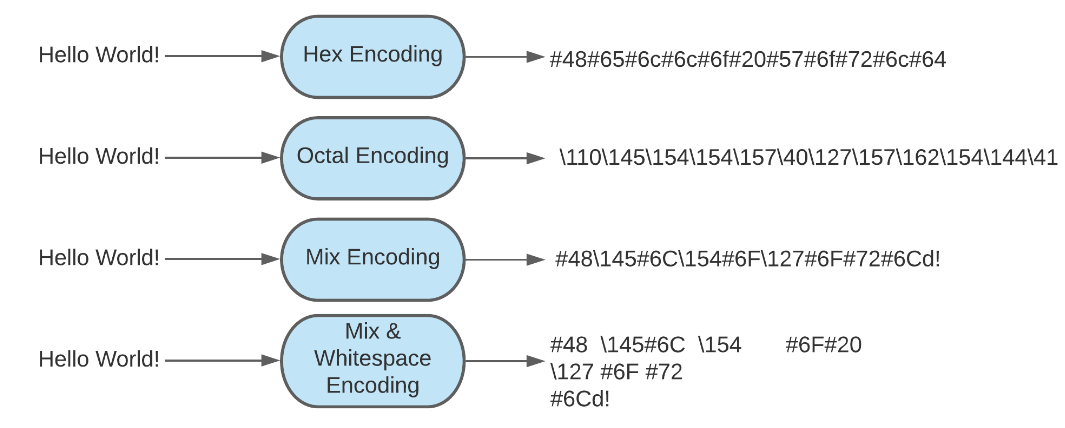 Hello World! Hex Encoding #48#65#6c#6c#6f#20#57#6f#72#6c#64
Hello World! Octal Encoding \110\145\154\154\157\40\127\157\162\154\144\41
Hello World! Mix Encoding #48\145#6C\154#6F\127#6F#72#6Cd!
Hello World!
Mix &
Whitespace
Encoding
#48 \145#6C \154 #6F#20
\127 #6F #72
#6Cd!